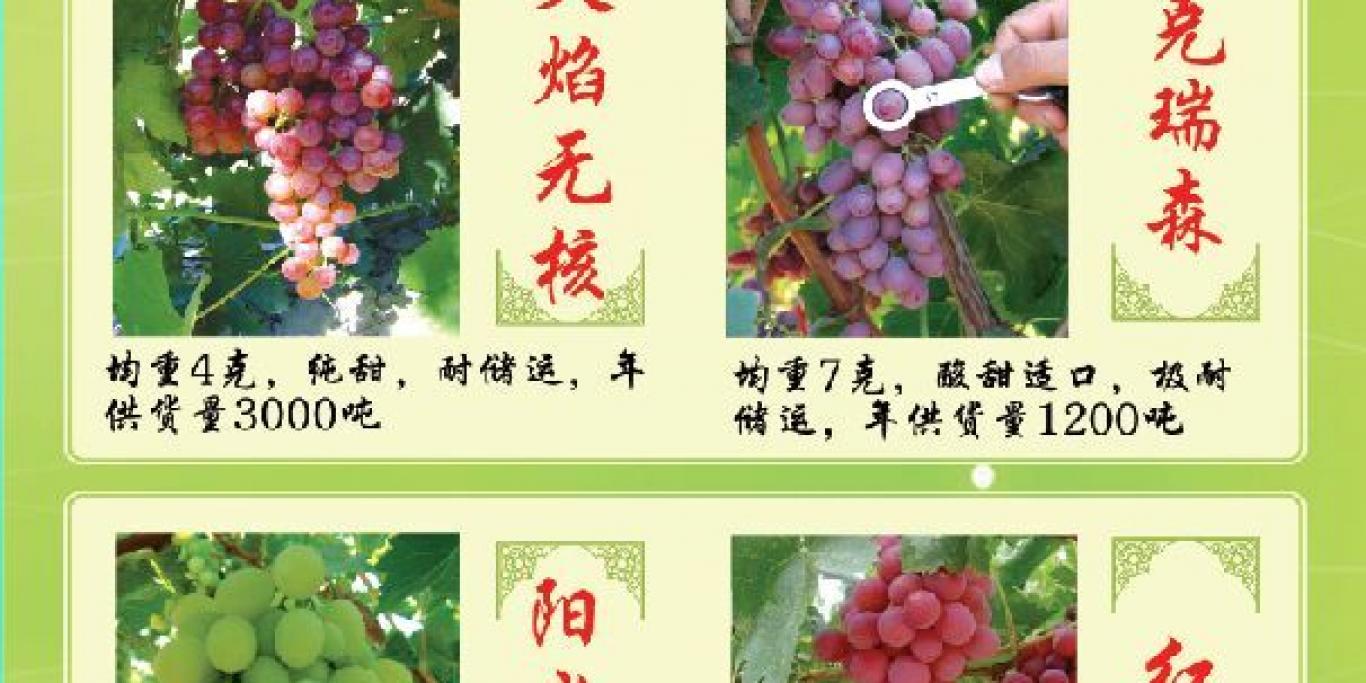 焰无核
克瑞森
均重4克，纯甜，耐储运，年
供货量3000吨
均重7克，酸甜适口，极耐
储运，年供货量1200吨
阳
红